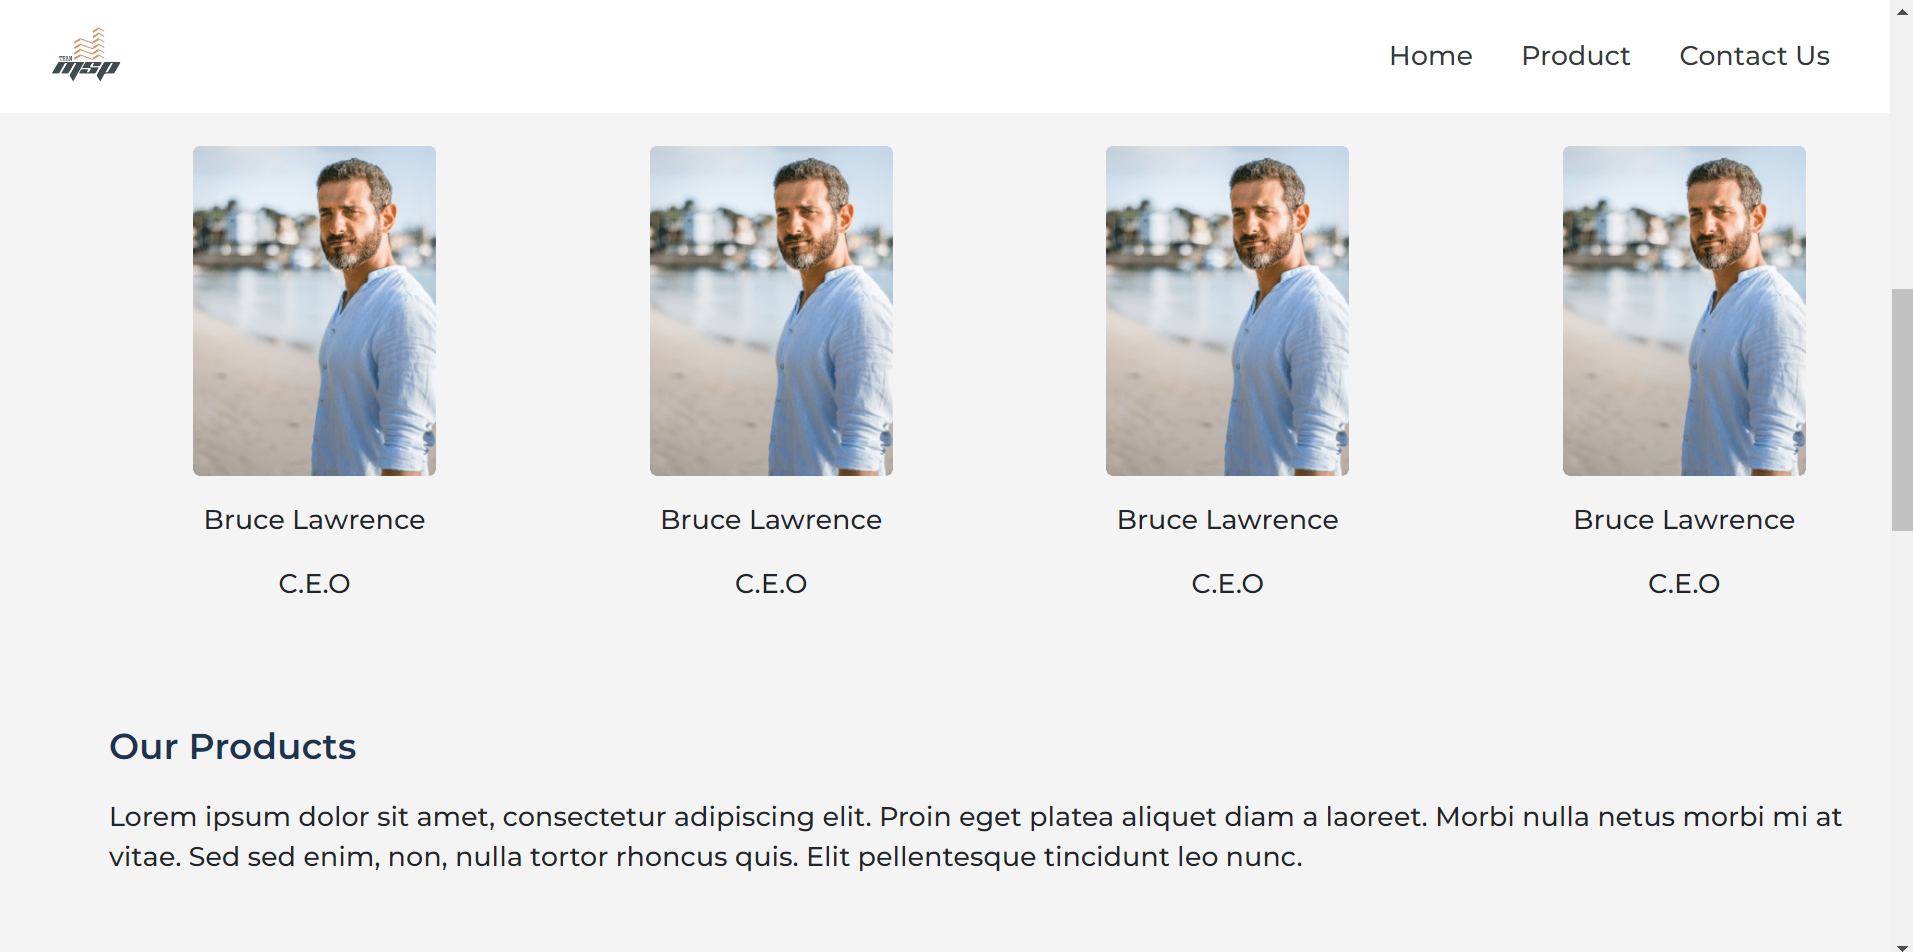 TEAM
msp
Home Product Contact Us
Bruce Lawrence Bruce Lawrence Bruce Lawrence Bruce Lawrence
C.E.O C.E.O C.E.O C.E.O
Our Products
Lorem ipsum dolor sit amet, consectetur adipiscing elit. Proin eget platea aliquet diam a laoreet. Morbi nulla netus morbi mi at
vitae. Sed sed enim, non, nulla tortor rhoncus quis. Elit pellentesque tincidunt leo nunc.